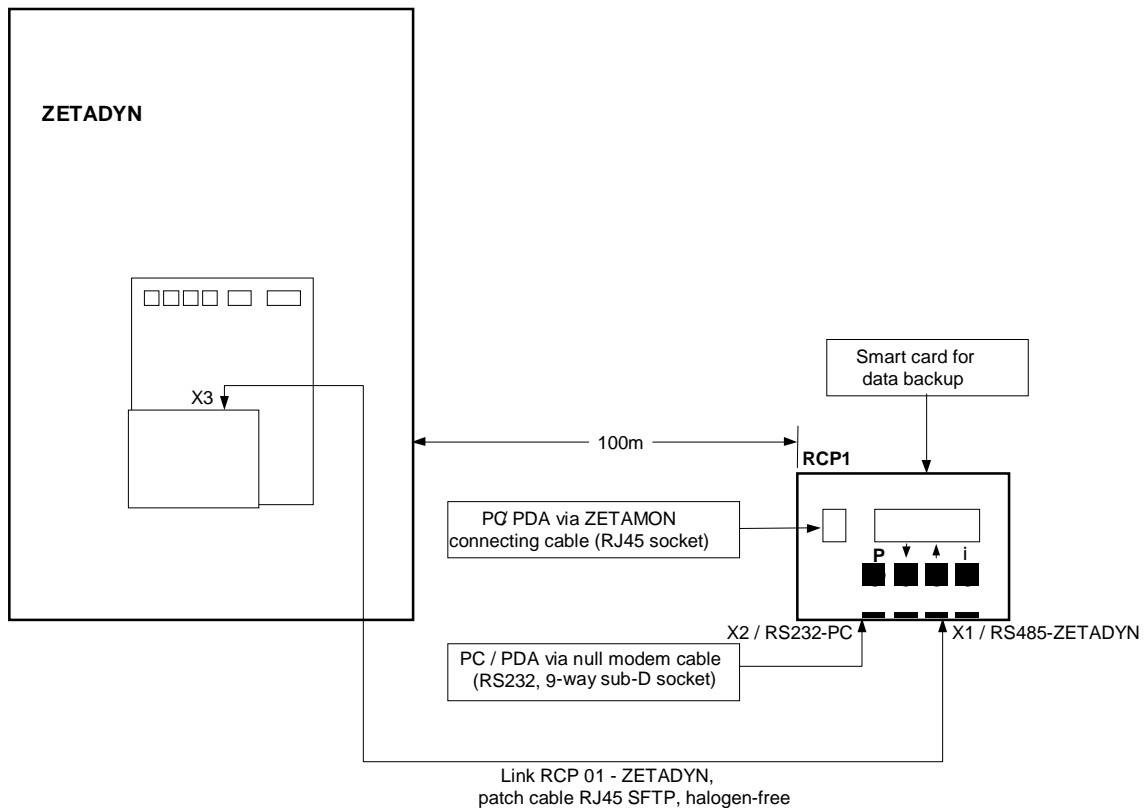 ZETADYN
X3
Smart card for
data backup
100m
RCP1
PC/ PDA via ZETAMON
connecting cable (RJ45 socket)
P
i
X2 / RS232-PC
X1 / RS485-ZETADYN
PC / PDA via null modem cable
(RS232, 9-way sub-D socket)
Link RCP 01 - ZETADYN,
patch cable RJ45 SFTP, halogen-free